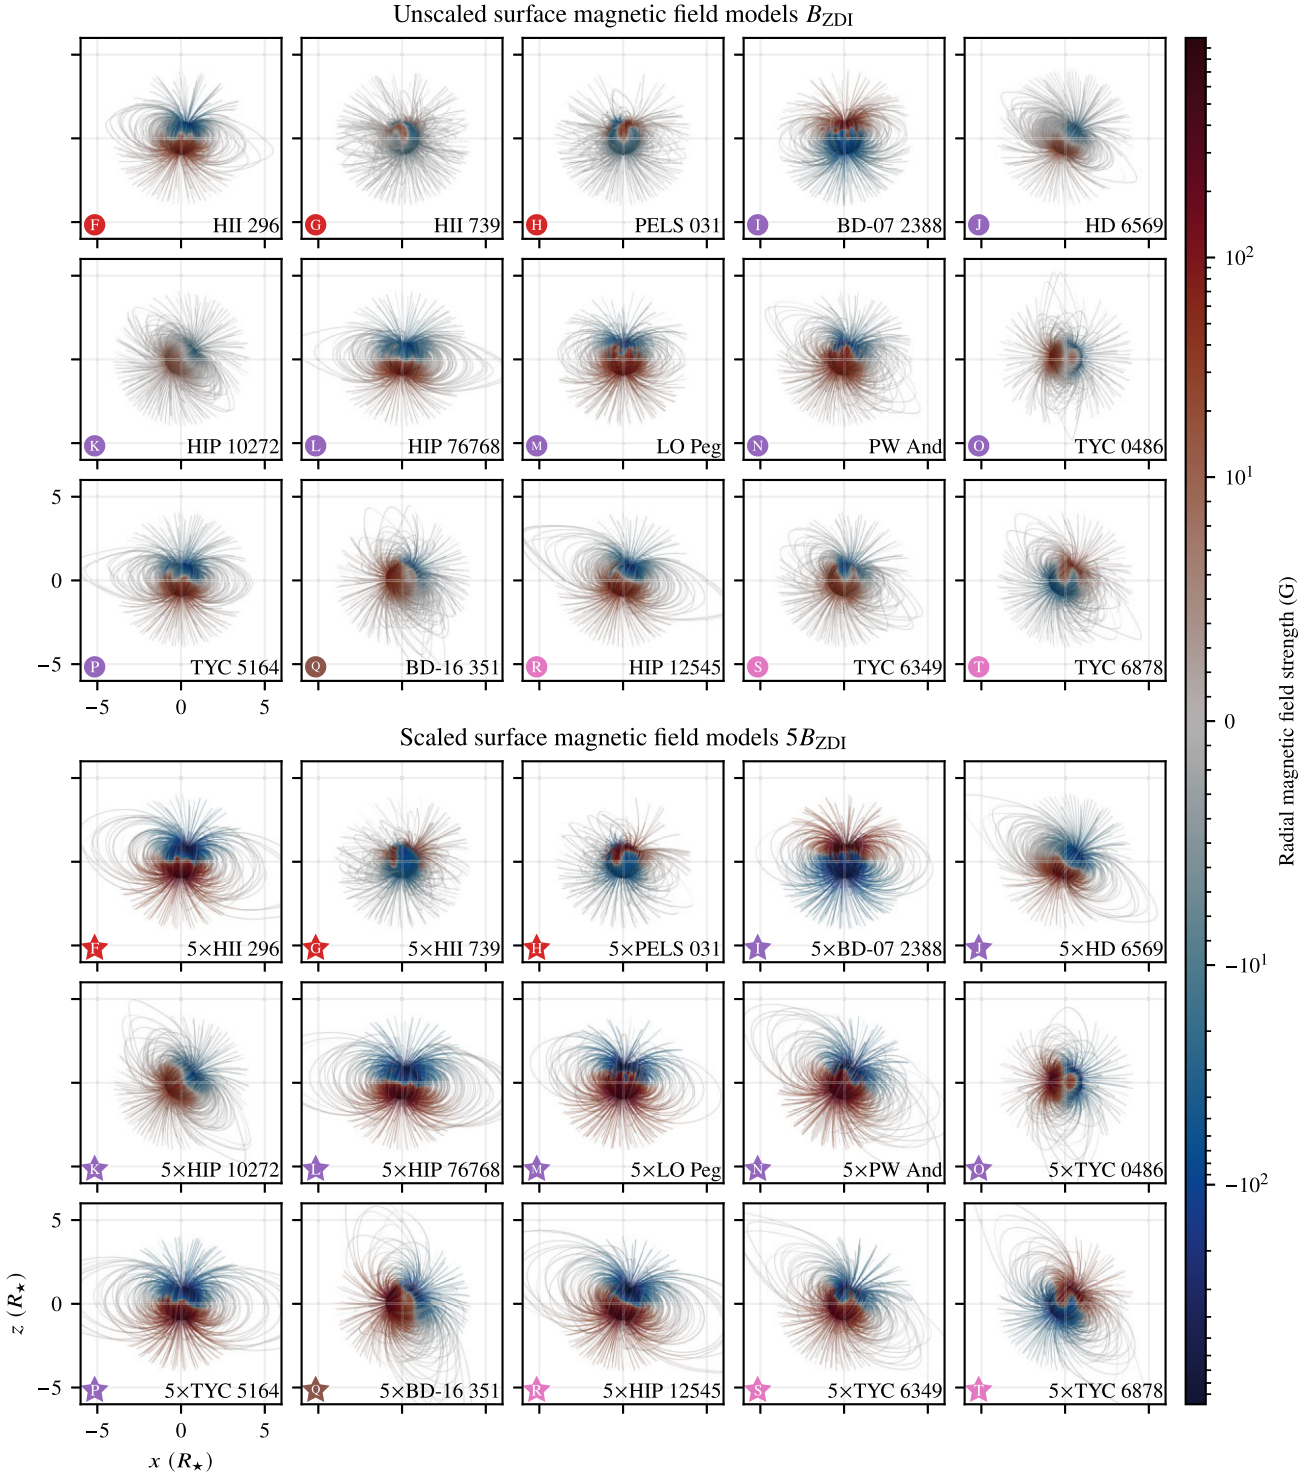 Unscaled surface magnetic field models B_ZDI
F HII 296
G HII 739
H PELS 031
I BD-07 2388
J HD 6569
K HIP 10272
L HIP 76768
M LO Peg
N PW And
O TYC 0486
5
0
−5
P TYC 5164
Q BD-16 351
R HIP 12545
S TYC 6349
T TYC 6878
−5 0 5
Scaled surface magnetic field models 5B_ZDI
F 5×HII 296
G 5×HII 739
H 5×PELS 031
I 5×BD-07 2388
J 5×HD 6569
K 5×HIP 10272
L 5×HIP 76768
M 5×LO Peg
N 5×PW And
O 5×TYC 0486
5
0
−5
z (R★)
P 5×TYC 5164
Q 5×BD-16 351
R 5×HIP 12545
S 5×TYC 6349
T 5×TYC 6878
−5 0 5
x (R★)
10²
10¹
0
−10¹
−10²
Radial magnetic field strength (G)